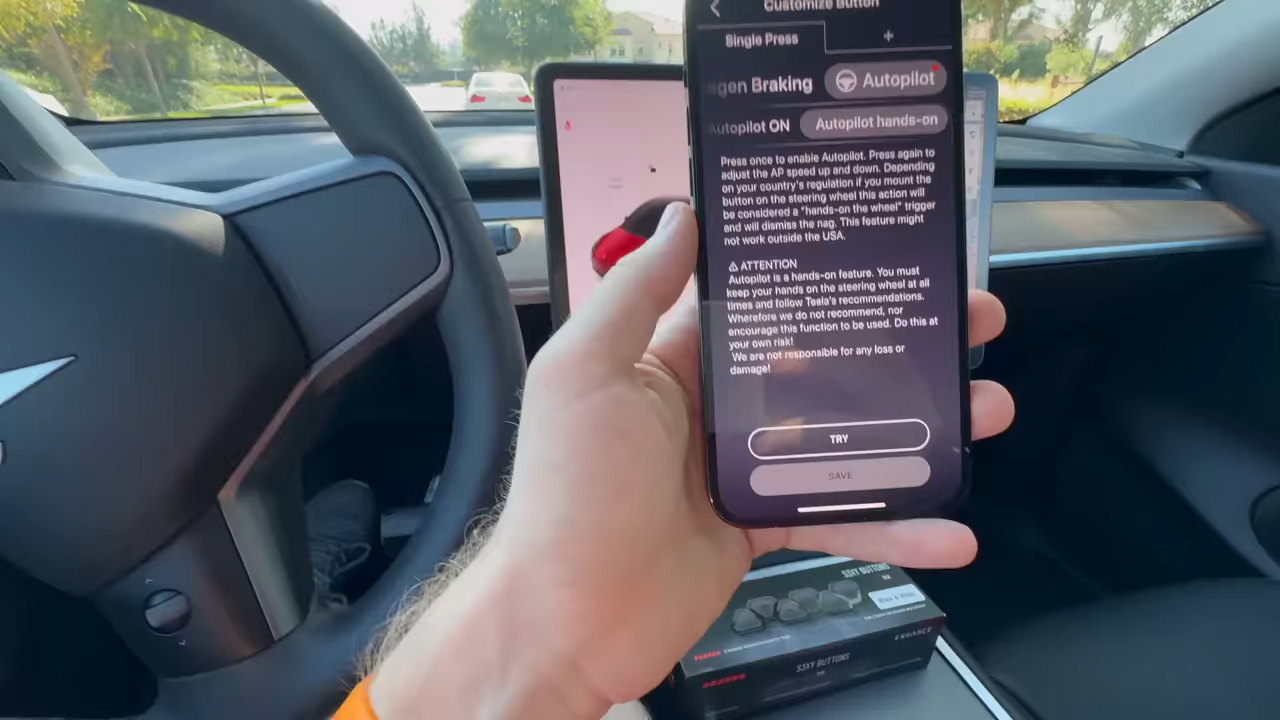 Customize Button
Single Press
gen Braking
Autopilot
Autopilot ON
Autopilot hands-on
Press once to enable Autopilot. Press again to
adjust the AP speed up and down. Depending
on your country's regulation if you mount the
button on the steering wheel this action will
be considered a "hands-on the wheel" trigger
and will dismiss the nag. This feature might
not work outside the USA.
⚠ ATTENTION
Autopilot is a hands-on feature. You must
keep your hands on the steering wheel at all
times and follow Tesla's recommendations.
Wherefore we do not recommend, nor
encourage this function to be used. Do this at
your own risk!
We are not responsible for any loss or
damage!
TRY
SAVE
S3XY BUTTONS
ENHANCE
S3XY BUTTONS